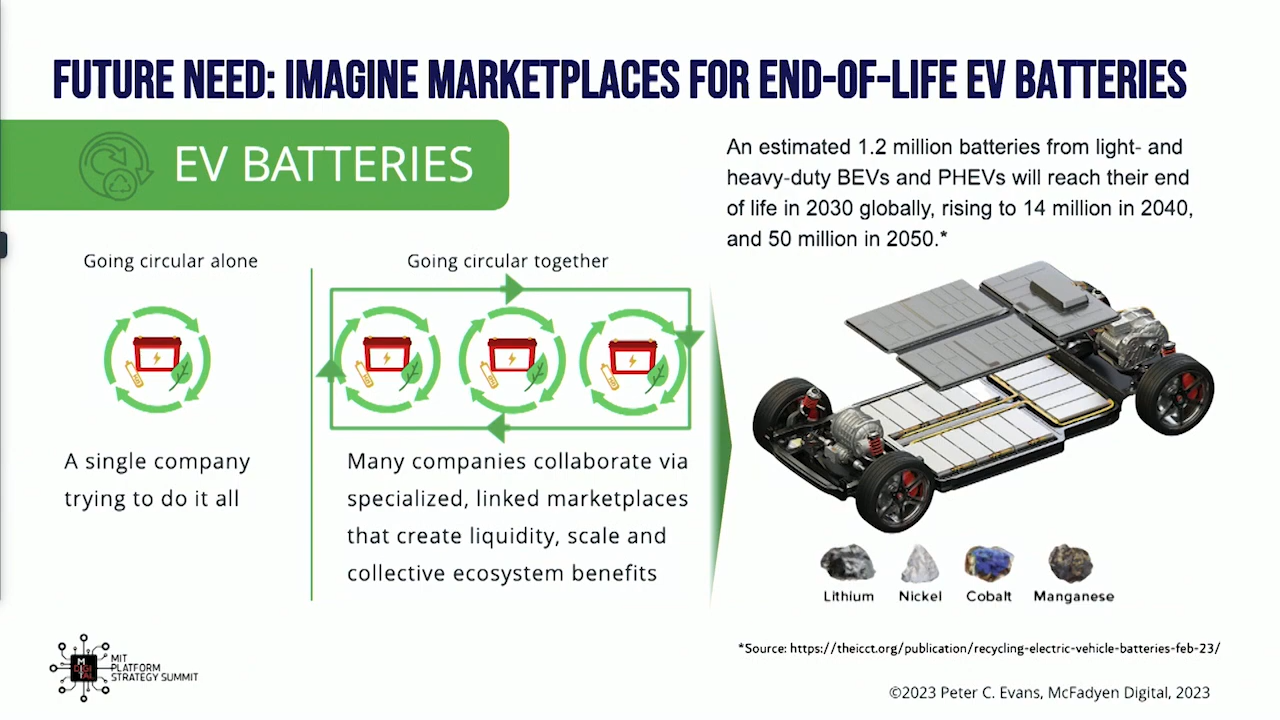 FUTURE NEED: IMAGINE MARKETPLACES FOR END-OF-LIFE EV BATTERIES
EV BATTERIES
An estimated 1.2 million batteries from light- and
heavy-duty BEVs and PHEVs will reach their end
of life in 2030 globally, rising to 14 million in 2040,
and 50 million in 2050.*
Going circular alone
A single company
trying to do it all
Going circular together
Many companies collaborate via
specialized, linked marketplaces
that create liquidity, scale and
collective ecosystem benefits
Lithium
Nickel
Cobalt
Manganese
*Source: https://theicct.org/publication/recycling-electric-vehicle-batteries-feb-23/
MIT
PLATFORM
STRATEGY SUMMIT
©2023 Peter C. Evans, McFadyen Digital, 2023